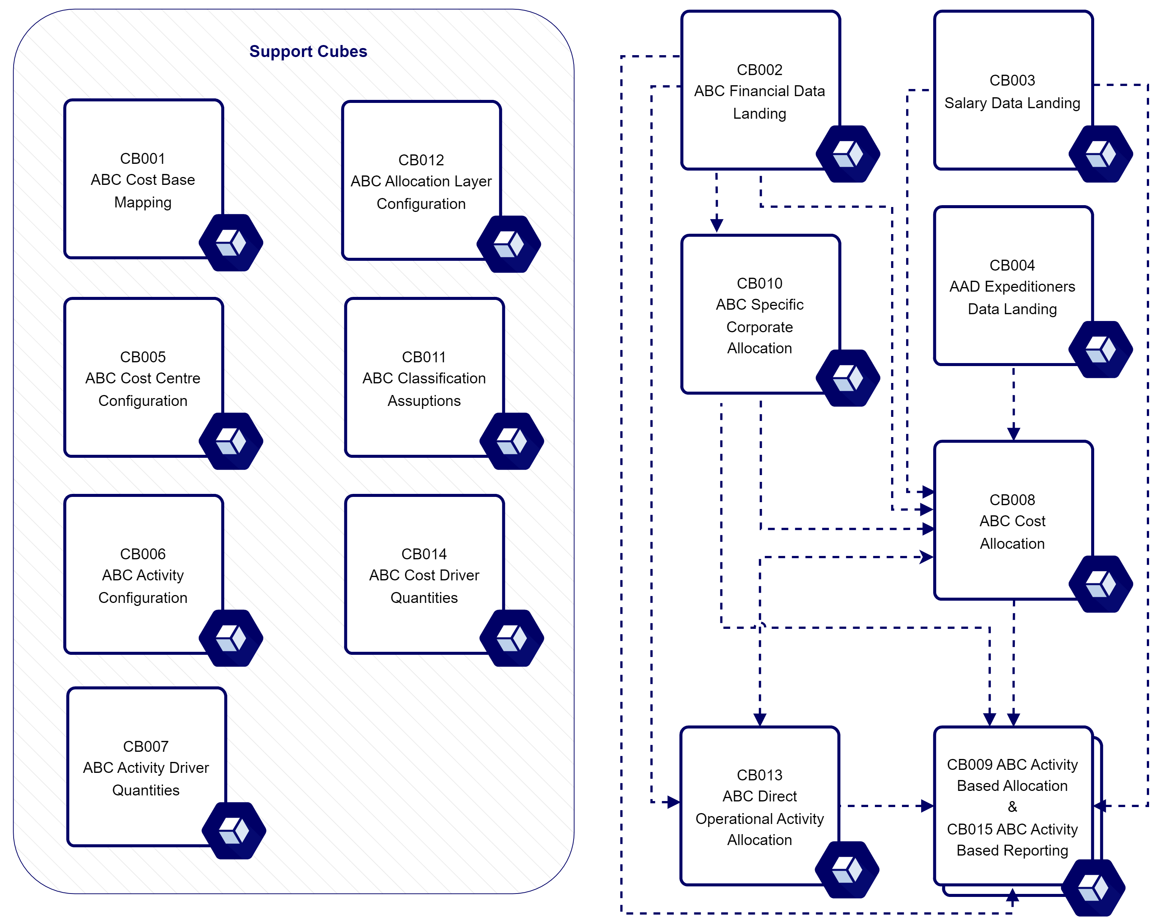 Support Cubes
CB001
ABC Cost Base
Mapping
CB012
ABC Allocation Layer
Configuration
CB005
ABC Cost Centre
Configuration
CB011
ABC Classification
Assuptions
CB006
ABC Activity
Configuration
CB014
ABC Cost Driver
Quantities
CB007
ABC Activity Driver
Quantities
CB002
ABC Financial Data
Landing
CB003
Salary Data Landing
CB010
ABC Specific
Corporate
Allocation
CB004
AAD Expeditioners
Data Landing
CB008
ABC Cost
Allocation
CB013
ABC Direct
Operational Activity
Allocation
CB009 ABC Activity
Based Allocation
&
CB015 ABC Activity
Based Reporting